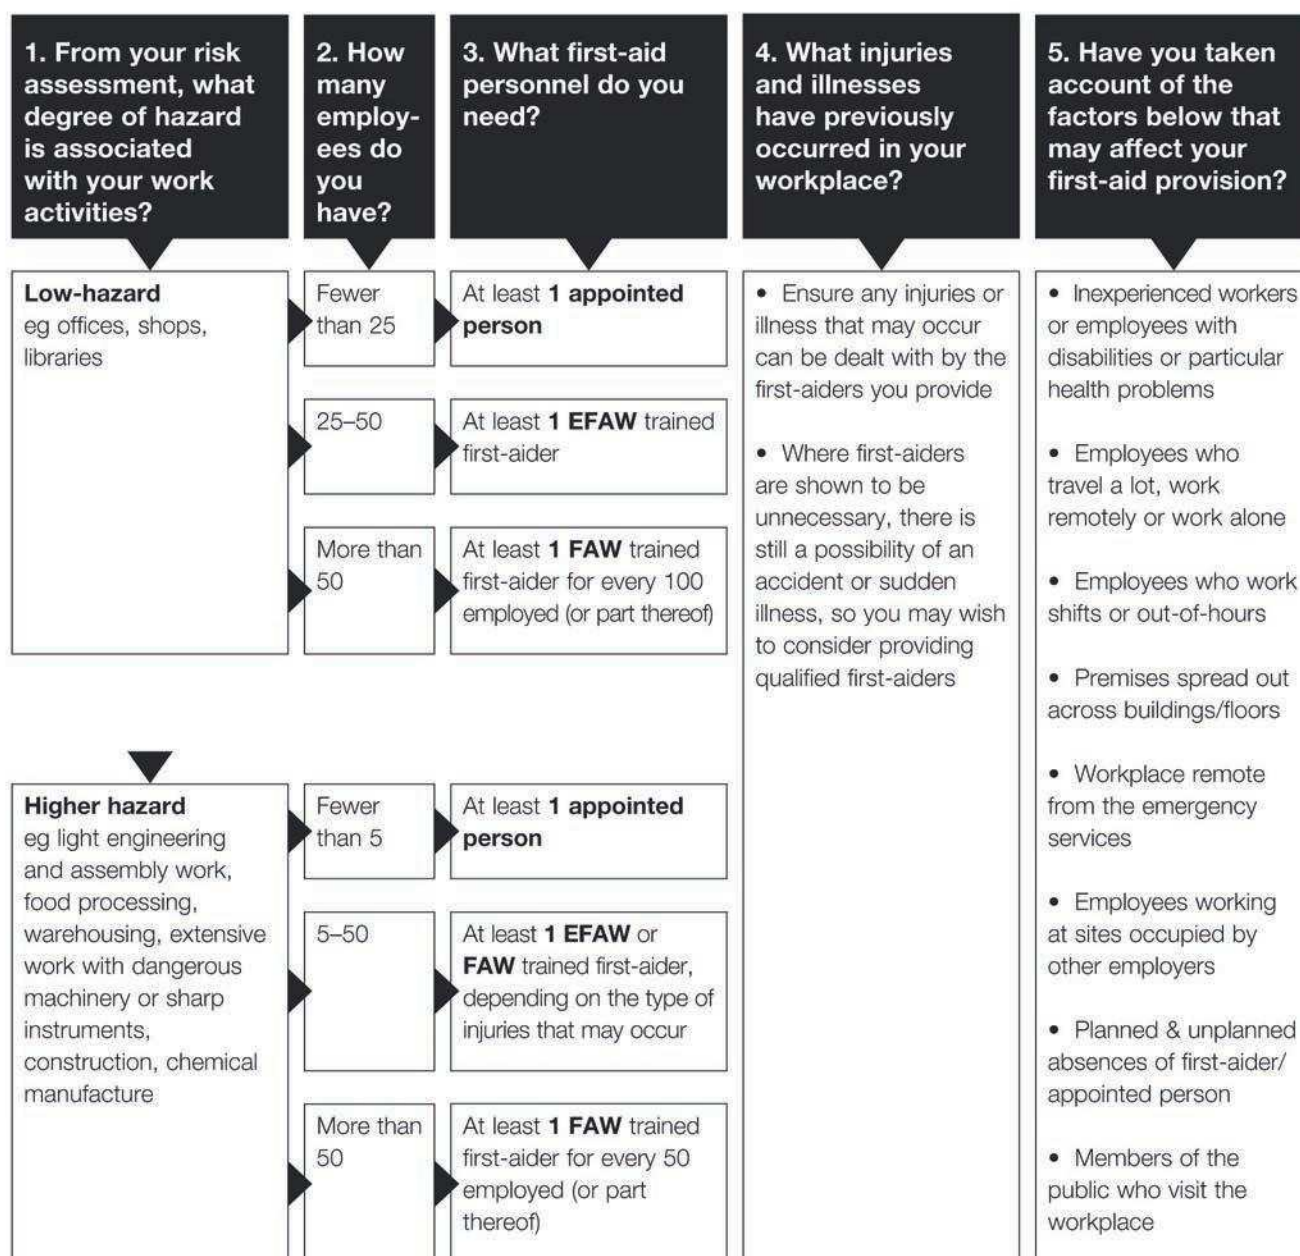 1. From your risk
assessment, what
degree of hazard
is associated
with your work
activities?
2. How
many
employ-
ees do
you
have?
3. What first-aid
personnel do you
need?
4. What injuries
and illnesses
have previously
occurred in your
workplace?
5. Have you taken
account of the
factors below that
may affect your
first-aid provision?
Low-hazard
eg offices, shops,
libraries
Fewer
than 25
At least 1 appointed
person
25–50
At least 1 EFAW trained
first-aider
More than
50
At least 1 FAW trained
first-aider for every 100
employed (or part thereof)
Higher hazard
eg light engineering
and assembly work,
food processing,
warehousing, extensive
work with dangerous
machinery or sharp
instruments,
construction, chemical
manufacture
Fewer
than 5
At least 1 appointed
person
5–50
At least 1 EFAW or
FAW trained first-aider,
depending on the type of
injuries that may occur
More than
50
At least 1 FAW trained
first-aider for every 50
employed (or part
thereof)
• Ensure any injuries or
illness that may occur
can be dealt with by the
first-aiders you provide
• Where first-aiders
are shown to be
unnecessary, there is
still a possibility of an
accident or sudden
illness, so you may wish
to consider providing
qualified first-aiders
• Inexperienced workers
or employees with
disabilities or particular
health problems
• Employees who
travel a lot, work
remotely or work alone
• Employees who work
shifts or out-of-hours
• Premises spread out
across buildings/floors
• Workplace remote
from the emergency
services
• Employees working
at sites occupied by
other employers
• Planned & unplanned
absences of first-aider/
appointed person
• Members of the
public who visit the
workplace